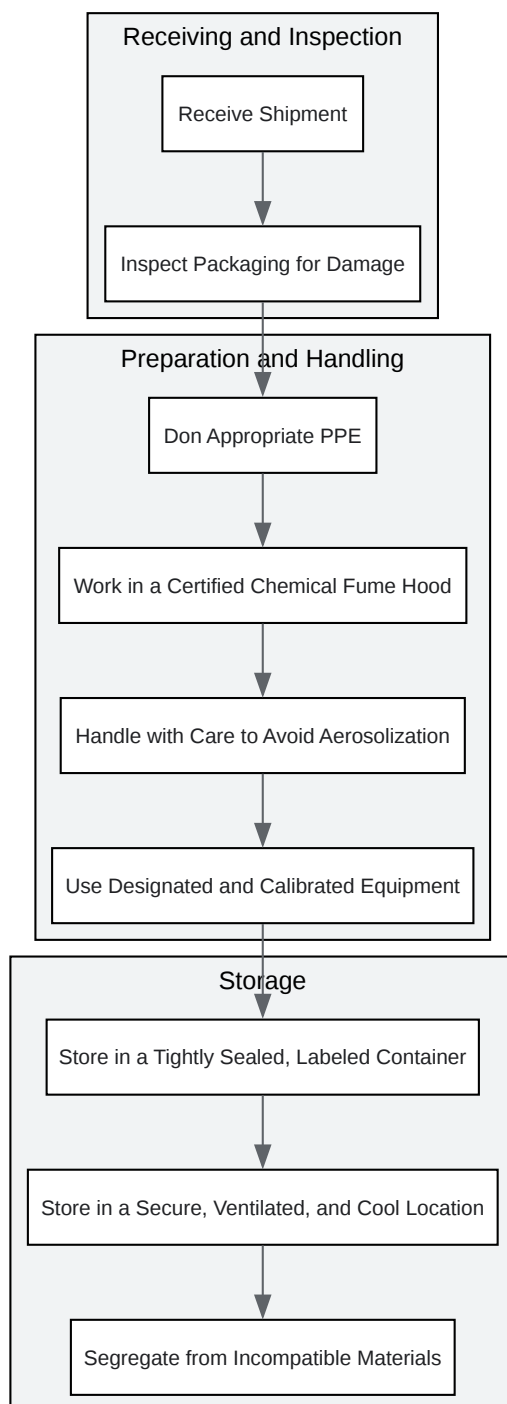 Receiving and Inspection
Receive Shipment
Inspect Packaging for Damage
Preparation and Handling
Don Appropriate PPE
Work in a Certified Chemical Fume Hood
Handle with Care to Avoid Aerosolization
Use Designated and Calibrated Equipment
Storage
Store in a Tightly Sealed, Labeled Container
Store in a Secure, Ventilated, and Cool Location
Segregate from Incompatible Materials